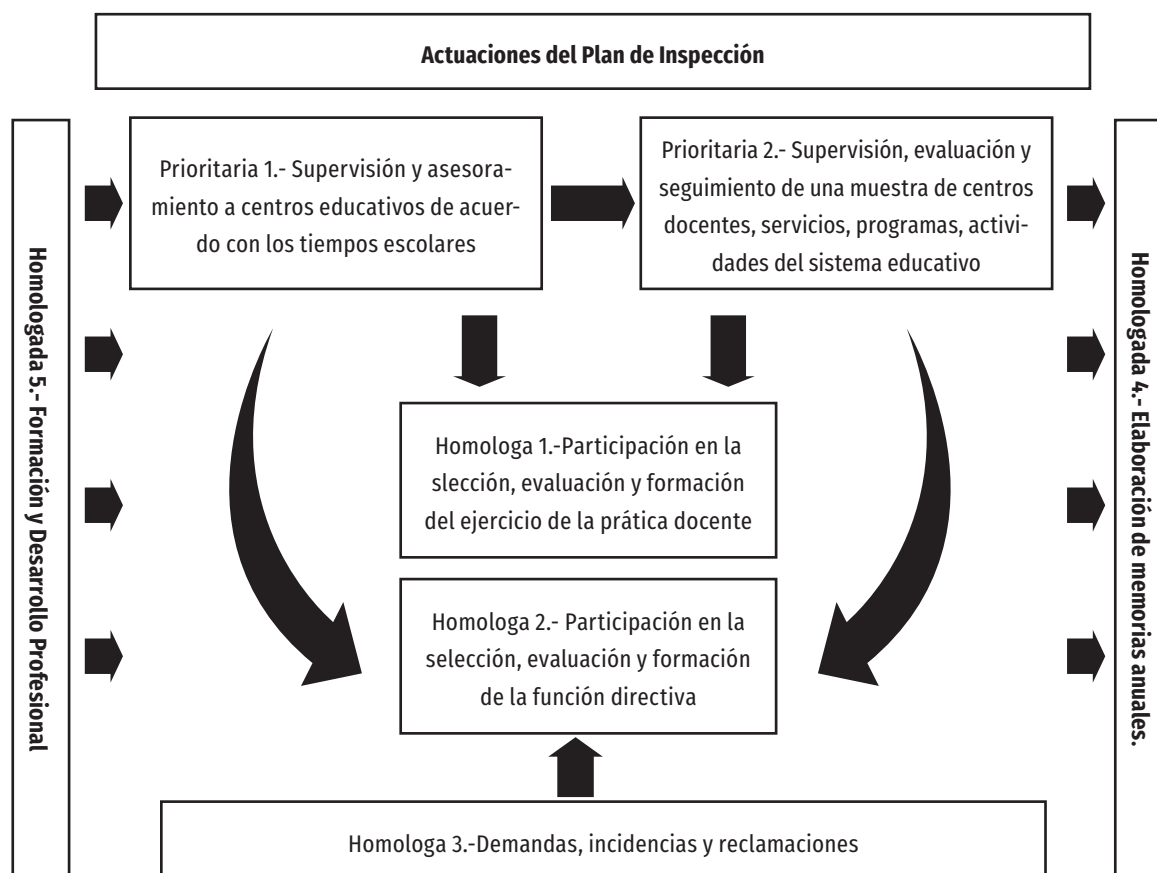 Actuaciones del Plan de Inspección
Homologada 5.- Formación y Desarrollo Profesional
Prioritaria 1.- Supervisión y asesora-
miento a centros educativos de acuer-
do con los tiempos escolares
Prioritaria 2.- Supervisión, evaluación y
seguimiento de una muestra de centros
docentes, servicios, programas, activi-
dades del sistema educativo
Homologa 1.-Participación en la
slección, evaluación y formación
del ejercicio de la prática docente
Homologa 2.- Participación en la
selección, evaluación y formación
de la función directiva
Homologa 3.-Demandas, incidencias y reclamaciones
Homologada 4.- Elaboración de memorias anuales.